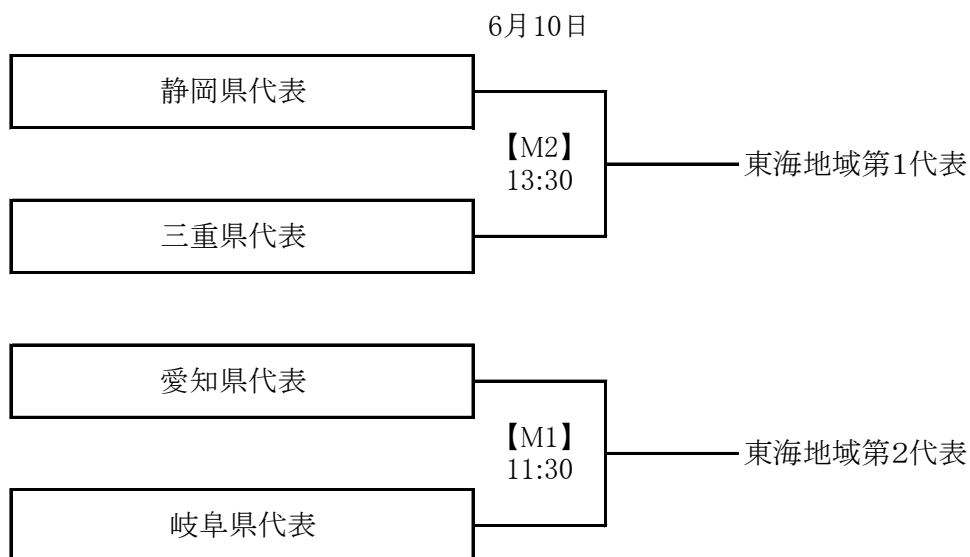 6月10日
静岡県代表
【M2】
13:30
東海地域第1代表
三重県代表
愛知県代表
【M1】
11:30
東海地域第2代表
岐阜県代表